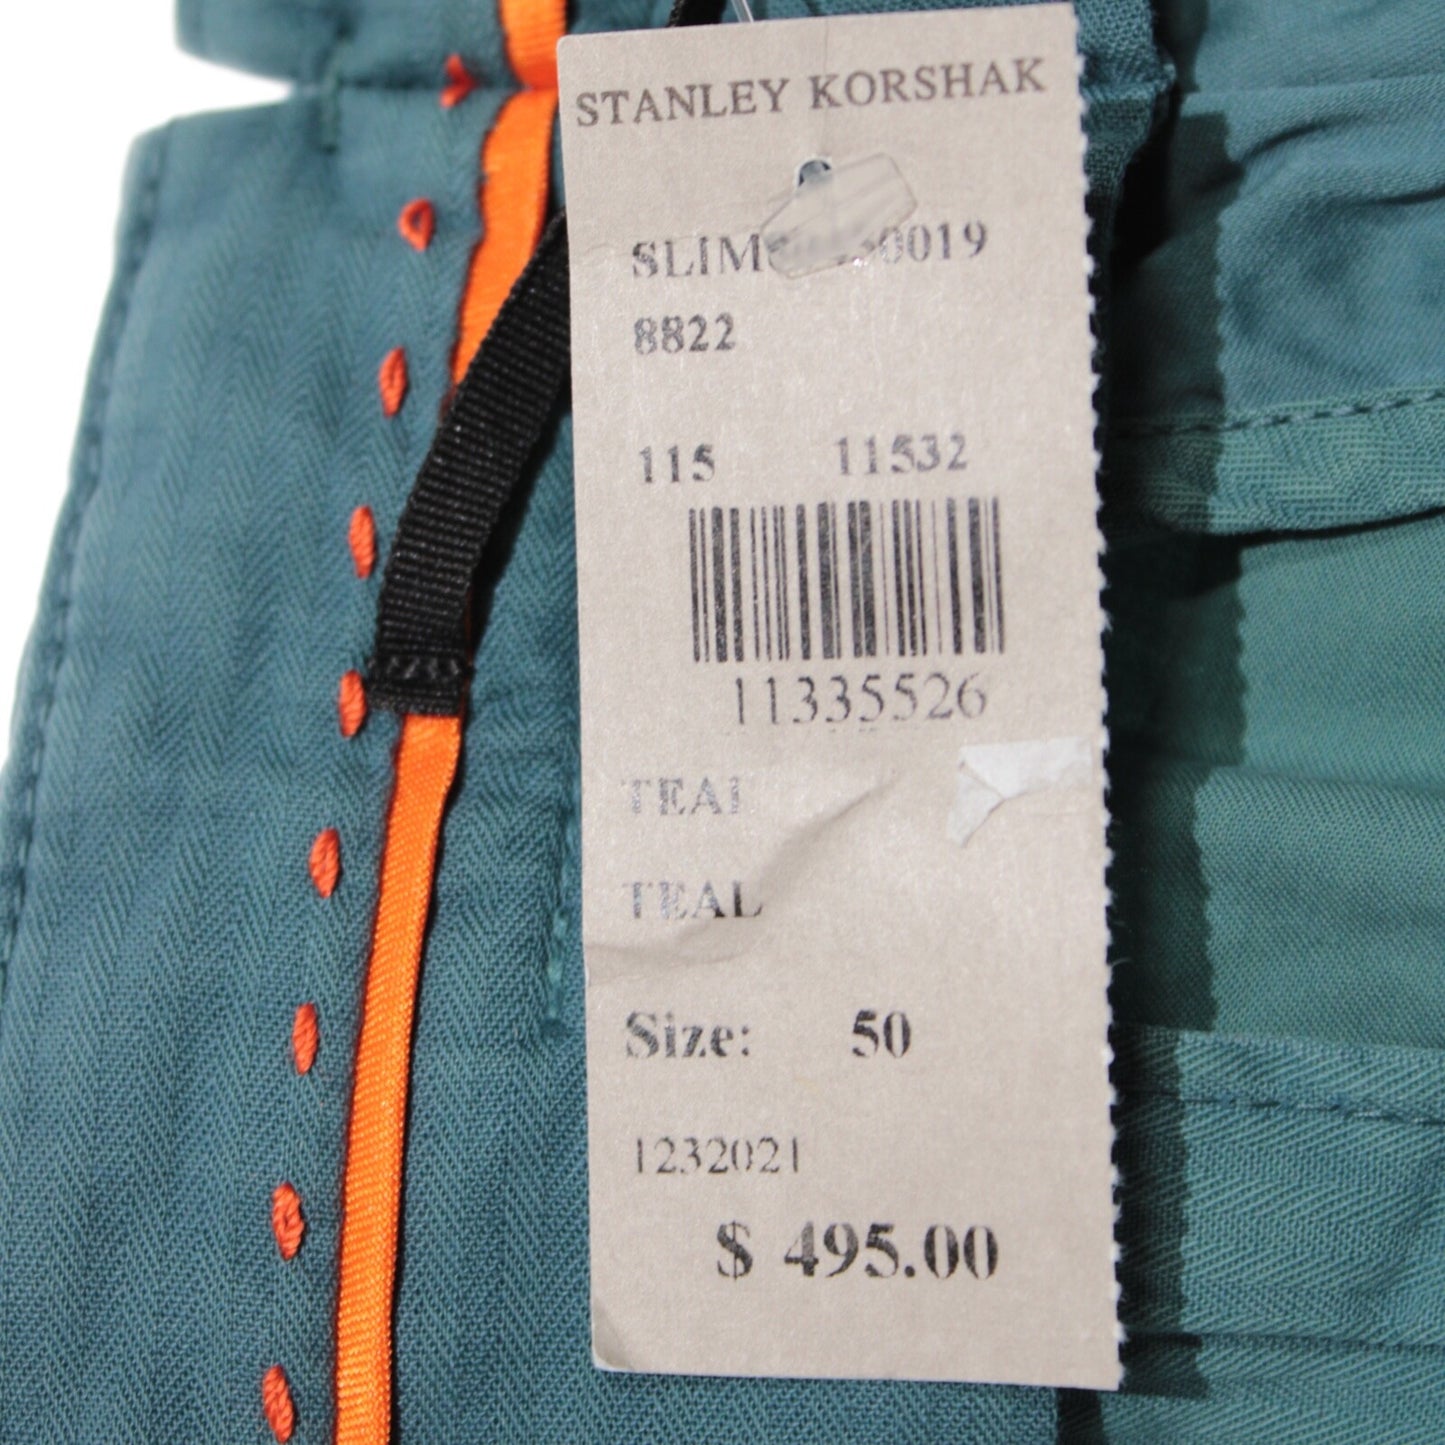 STANLEY KORSHAK
8822
115 11532
11335526
TEAL
TEAL
Size: 50
1232021
$ 495.00